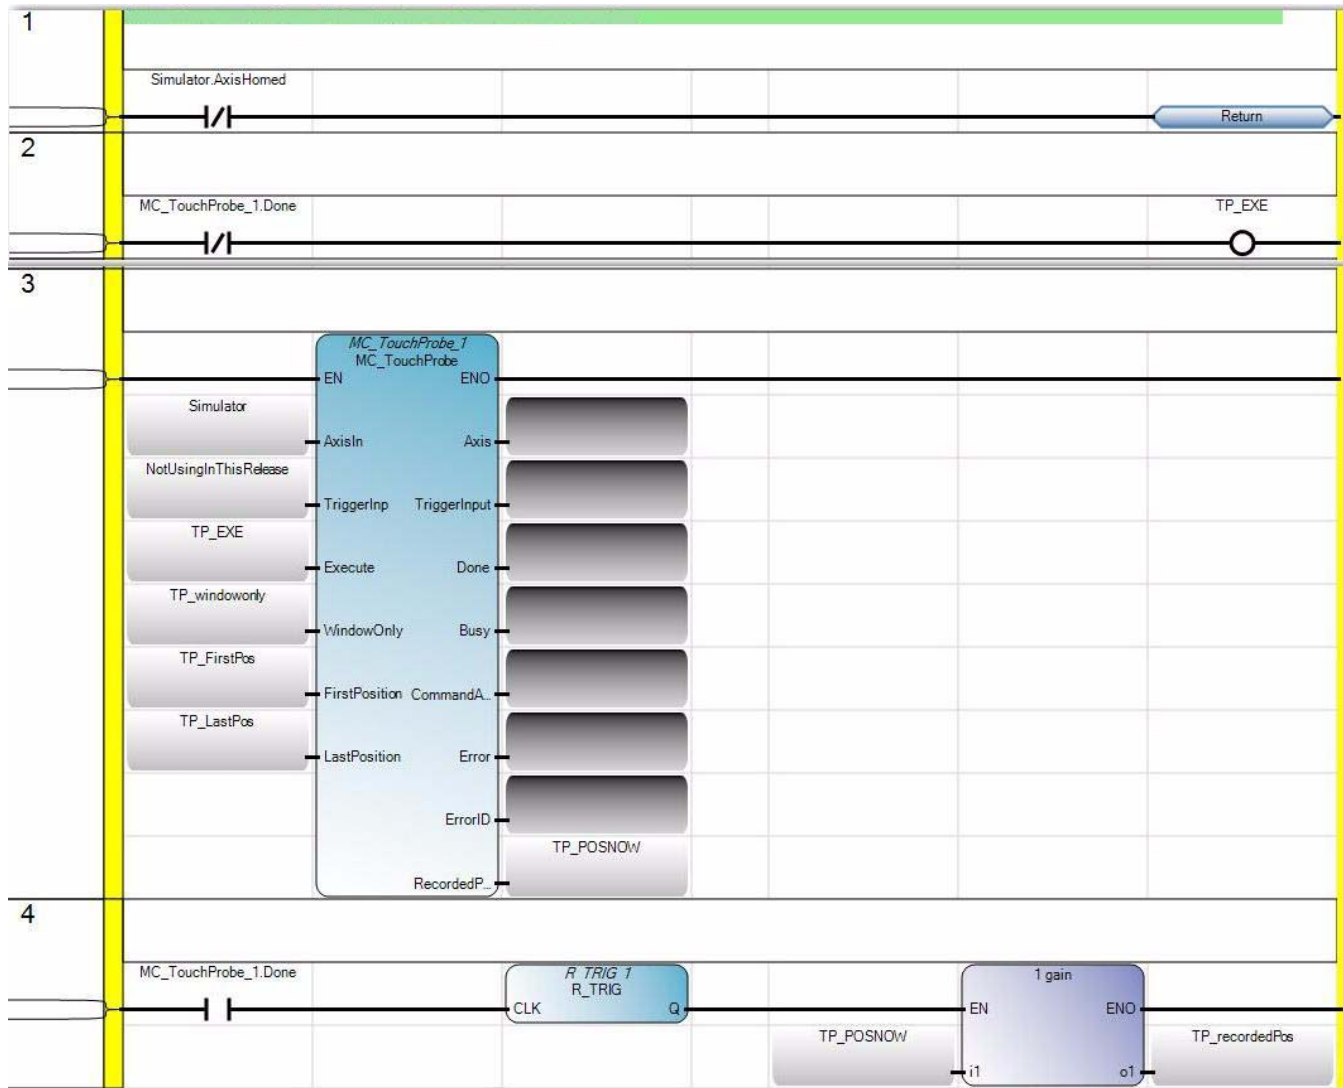 1
Simulator.AxisHomed
Return
2
MC_TouchProbe_1.Done
TP_EXE
3
MC_TouchProbe_1
MC_TouchProbe
EN ENO
Simulator
AxisIn Axis
NotUsingInThisRelease
TriggerInp TriggerInput
TP_EXE
Execute Done
TP_windowonly
WindowOnly Busy
TP_FirstPos
FirstPosition CommandA...
TP_LastPos
LastPosition Error
ErrorID
TP_POSNOW
RecordedP...
4
MC_TouchProbe_1.Done
R_TRIG_1
R_TRIG
CLK Q
1 gain
EN ENO
TP_POSNOW
TP_recordedPos
i1 o1